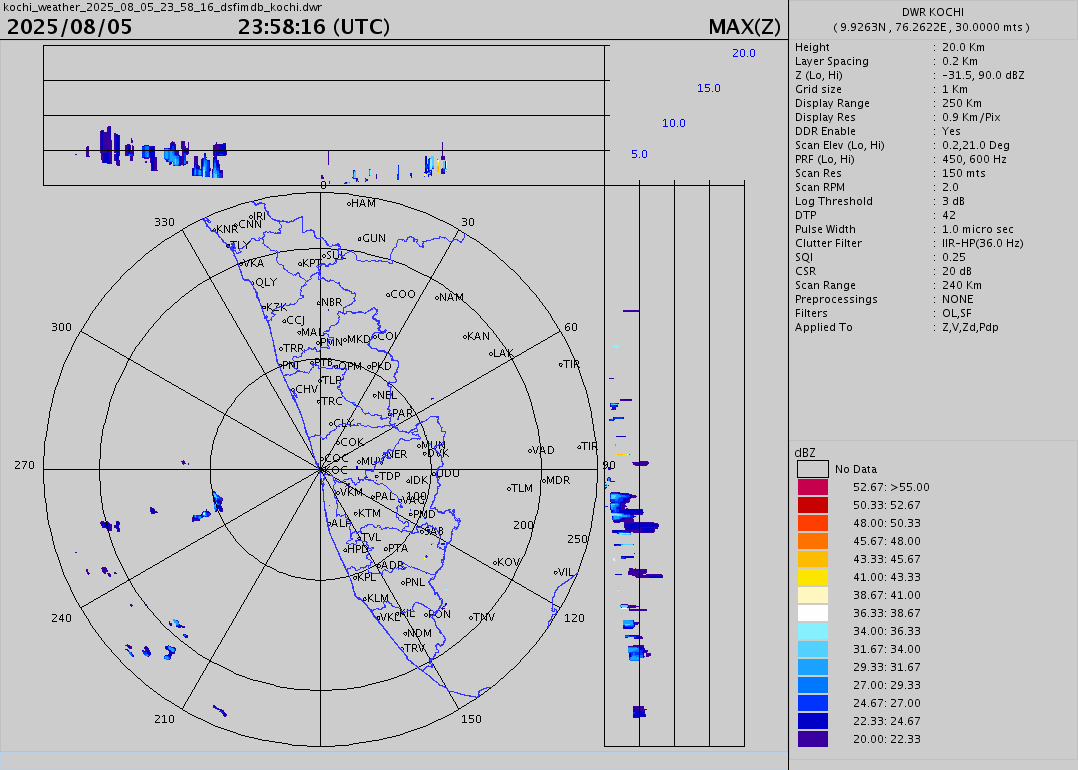 kochi_weather_2025_08_05_23_58_16_dsfimdb_kochi.dwr
2025/08/05 23:58:16 (UTC) MAX(Z)
20.0
15.0
10.0
5.0
DWR KOCHI
( 9.9263N , 76.2622E , 30.0000 mts )
Height : 20.0 Km
Layer Spacing : 0.2 Km
Z (Lo, Hi) : -31.5, 90.0 dBZ
Grid size : 1 Km
Display Range : 250 Km
Display Res : 0.9 Km/Pix
DDR Enable : Yes
Scan Elev (Lo, Hi) : 0.2,21.0 Deg
PRF (Lo, Hi) : 450, 600 Hz
Scan Res : 150 mts
Scan RPM : 2.0
Log Threshold : 3 dB
DTP : 42
Pulse Width : 1.0 micro sec
Clutter Filter : IIR-HP(36.0 Hz)
SQI : 0.25
CSR : 20 dB
Scan Range : 240 Km
Preprocessings : NONE
Filters : OL,SF
Applied To : Z,V,Zd,Pdp
0'
HAM
IRI
330 CNN 30
KNR
GUN
TLY
SUL
VKA KPT
QLY
COO NAM
NBR
KZK
CCJ
300 60
MAL KAN
PMN MKD COI
TRR LAK
PNI PTB OPM PKD TIR
TLP
CHV NEL
TRC
PAR
CLY
COK MUN TIR
VAD
NER DVK
COC MUV
270 KOC 90
TDP UDU
IDK MDR
VKM TLM
PAL 100
VAG
KTM PMD
ALP 200
SAB
TVL 250
HPD PTA
KOV
ADR
VIL
KPL PNL
KLM
240 VKL KIL PON TNV 120
NDM
TRV
210 150
dBZ
No Data
52.67: >55.00
50.33: 52.67
48.00: 50.33
45.67: 48.00
43.33: 45.67
41.00: 43.33
38.67: 41.00
36.33: 38.67
34.00: 36.33
31.67: 34.00
29.33: 31.67
27.00: 29.33
24.67: 27.00
22.33: 24.67
20.00: 22.33